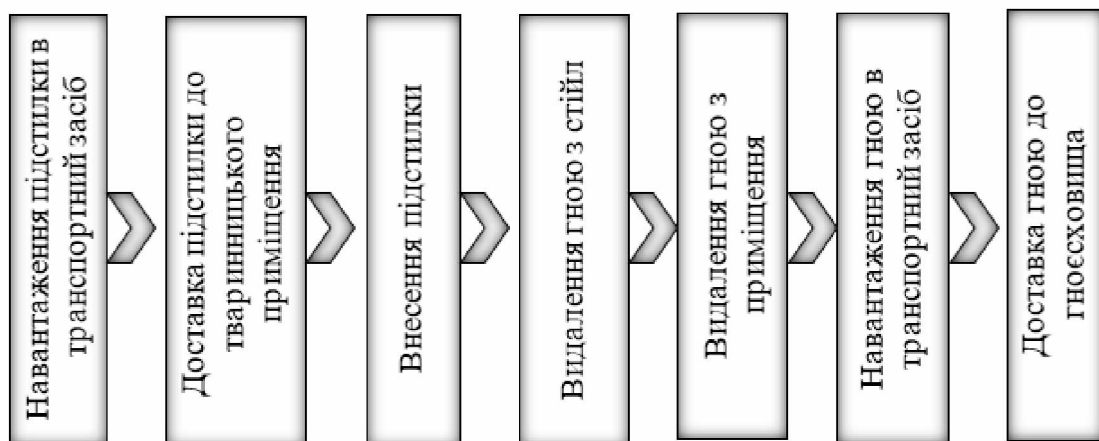 Навантаження підстилки в
транспортний засіб
Доставка підстилки до
тваринницького
приміщення
Внесення підстилки
Видалення гною з стійл
Видалення гною з
приміщення
Навантаження гною в
транспортний засіб
Доставка гною до
гноєсховища